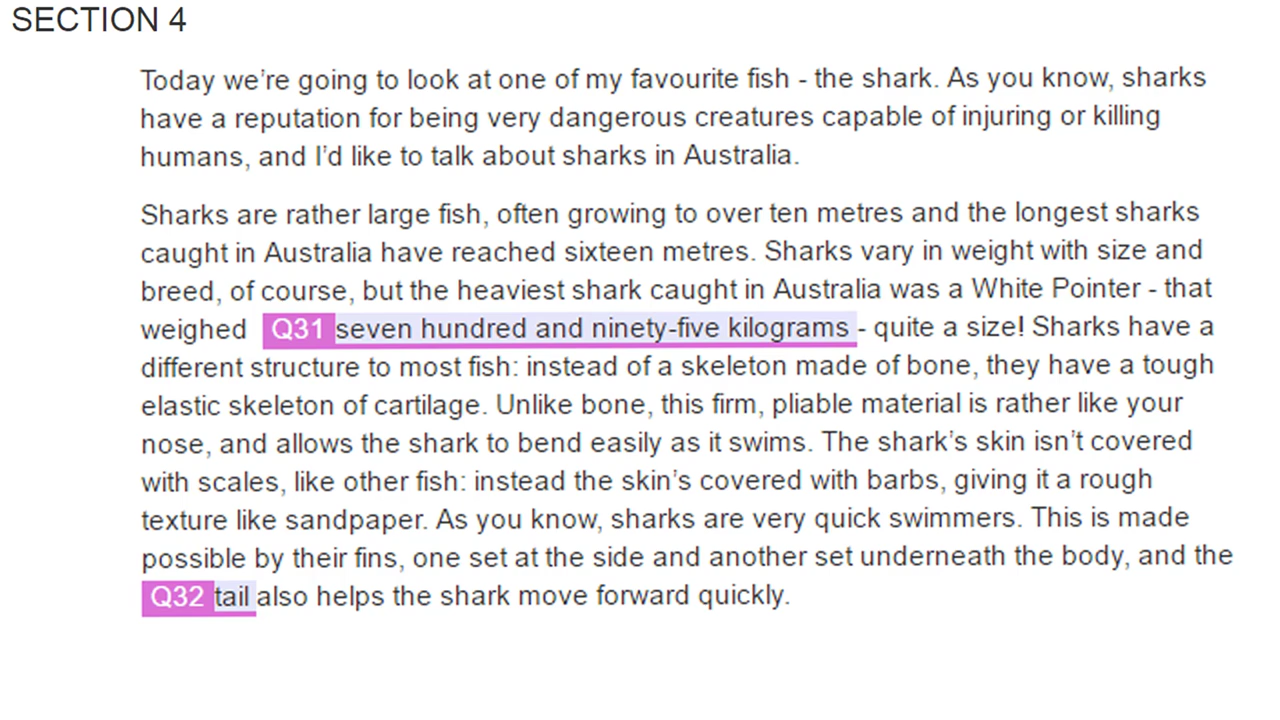 SECTION 4
Today we're going to look at one of my favourite fish - the shark. As you know, sharks
have a reputation for being very dangerous creatures capable of injuring or killing
humans, and I'd like to talk about sharks in Australia.
Sharks are rather large fish, often growing to over ten metres and the longest sharks
caught in Australia have reached sixteen metres. Sharks vary in weight with size and
breed, of course, but the heaviest shark caught in Australia was a White Pointer - that
weighed Q31 seven hundred and ninety-five kilograms - quite a size! Sharks have a
different structure to most fish: instead of a skeleton made of bone, they have a tough
elastic skeleton of cartilage. Unlike bone, this firm, pliable material is rather like your
nose, and allows the shark to bend easily as it swims. The shark's skin isn't covered
with scales, like other fish: instead the skin's covered with barbs, giving it a rough
texture like sandpaper. As you know, sharks are very quick swimmers. This is made
possible by their fins, one set at the side and another set underneath the body, and the
Q32 tail also helps the shark move forward quickly.